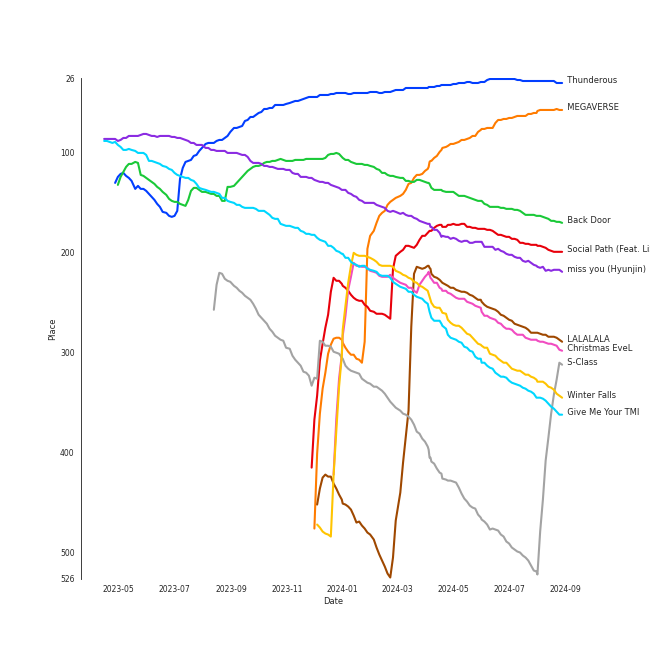 26
100
200
300
400
500
526
Place
2023-05
2023-07
2023-09
2023-11
2024-01
2024-03
2024-05
2024-07
2024-09
Date
Thunderous
MEGAVERSE
Back Door
Social Path (Feat. Li
miss you (Hyunjin)
LALALALA
Christmas EveL
S-Class
Winter Falls
Give Me Your TMI